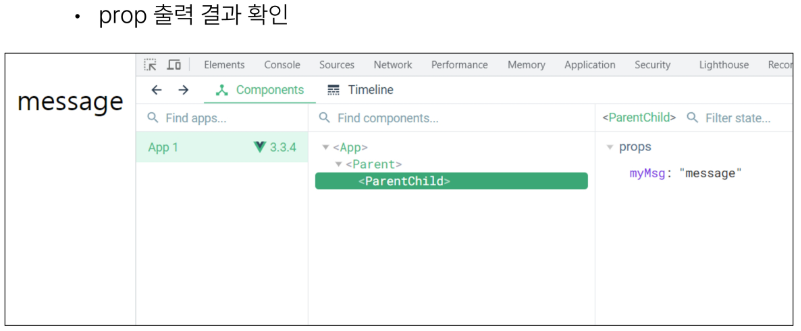 • prop 출력 결과 확인
message
Elements Console Sources Network Performance Memory Application Security Lighthouse Recor
Components Timeline
Find apps... Find components... <ParentChild> Filter state...
App 1 3.3.4 ▾ <App> ▾ props
▾ <Parent> myMsg: "message"
<ParentChild>